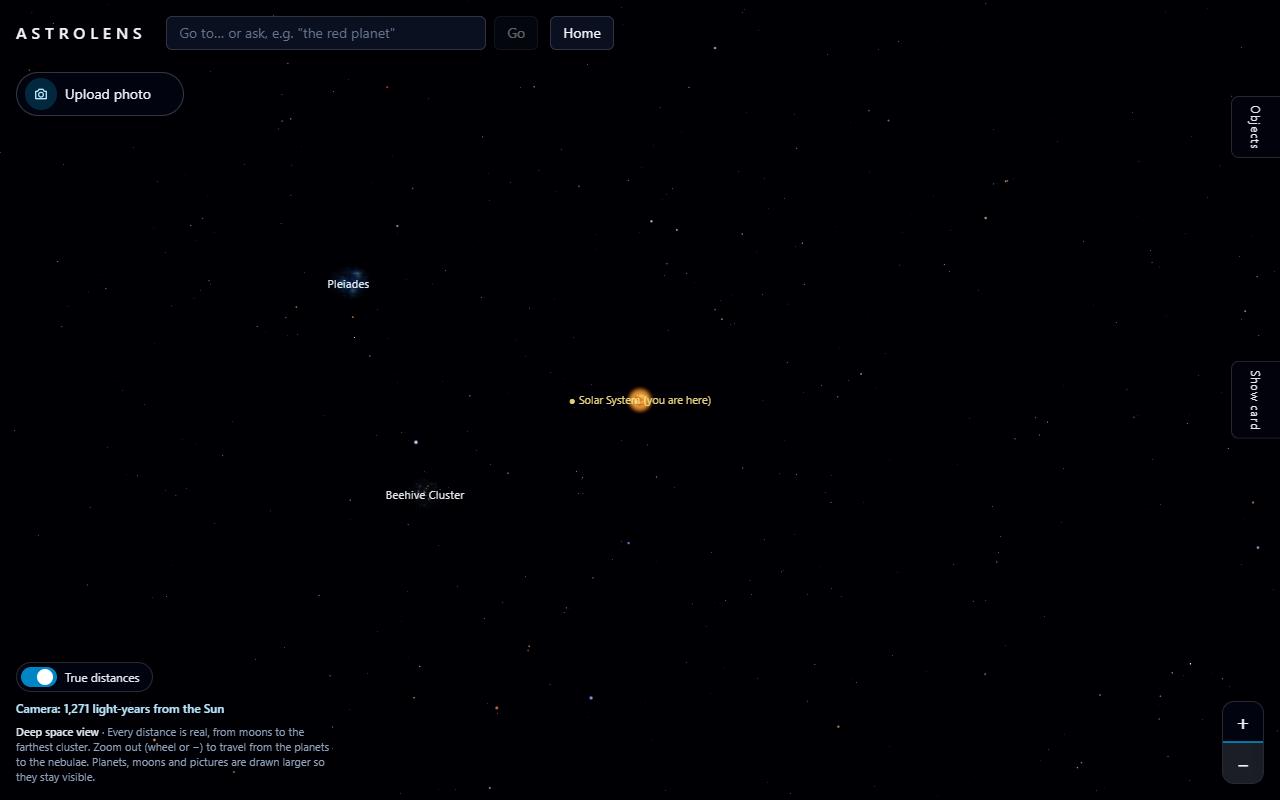 ASTROLENS
Go to... or ask, e.g. "the red planet"
Go
Home
Upload photo
Objects
Pleiades
Solar System (you are here)
Show card
Beehive Cluster
True distances
Camera: 1,271 light-years from the Sun
Deep space view · Every distance is real, from moons to the
farthest cluster. Zoom out (wheel or −) to travel from the planets
to the nebulae. Planets, moons and pictures are drawn larger so
they stay visible.
+
−